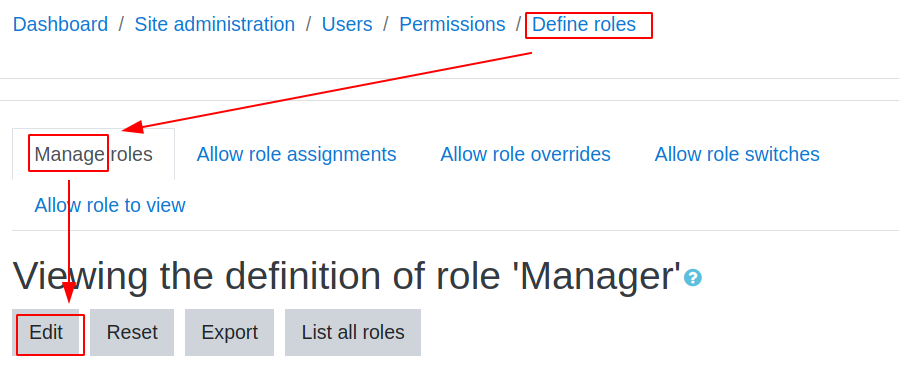 Dashboard / Site administration / Users / Permissions / Define roles
Manage roles Allow role assignments Allow role overrides Allow role switches
Allow role to view
Viewing the definition of role 'Manager' ?
Edit Reset Export List all roles